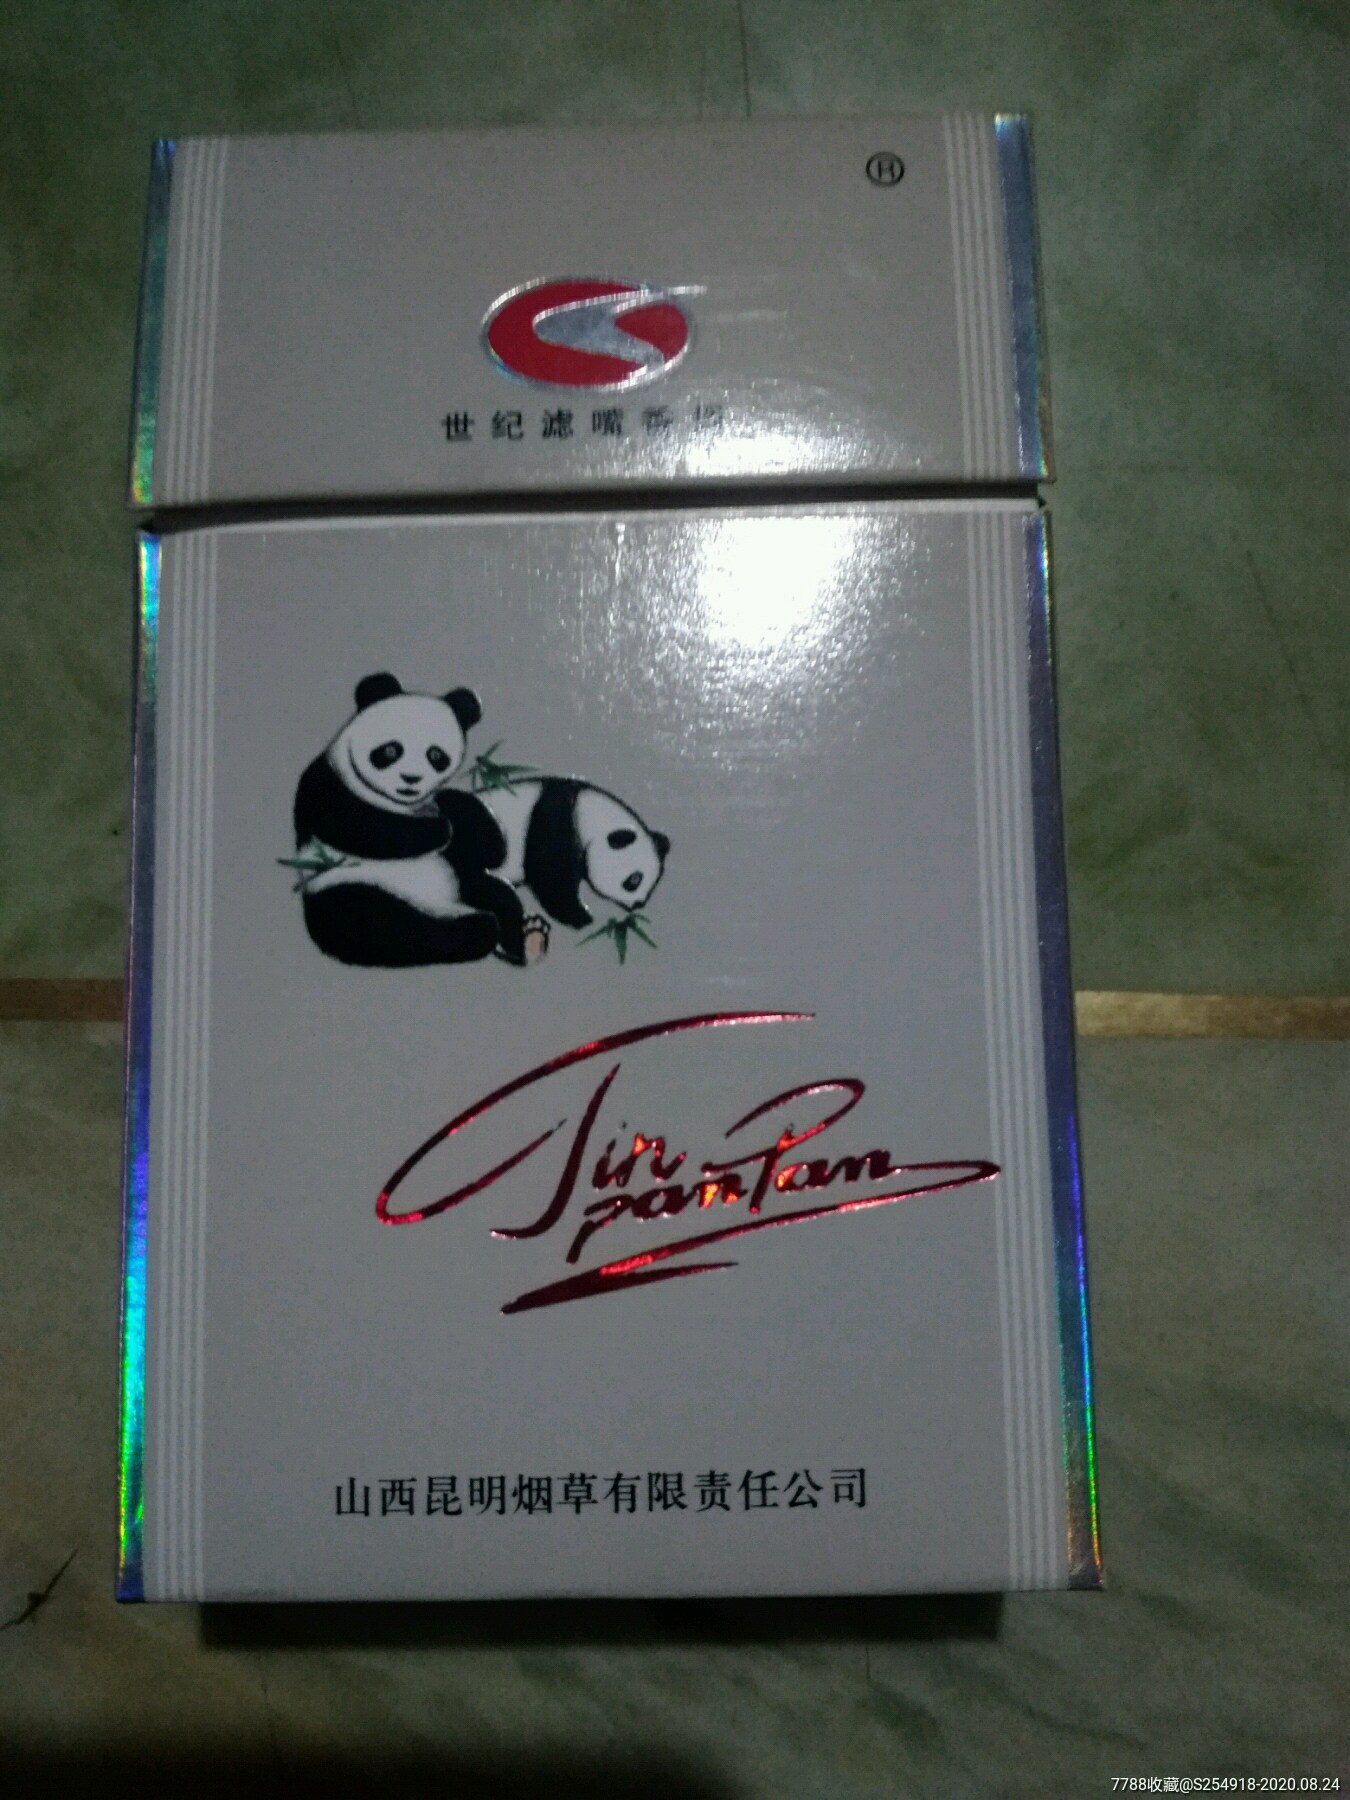 ®
世纪滤嘴香烟
Jin
panPan
山西昆明烟草有限责任公司
7788收藏@S254918-2020.08.24